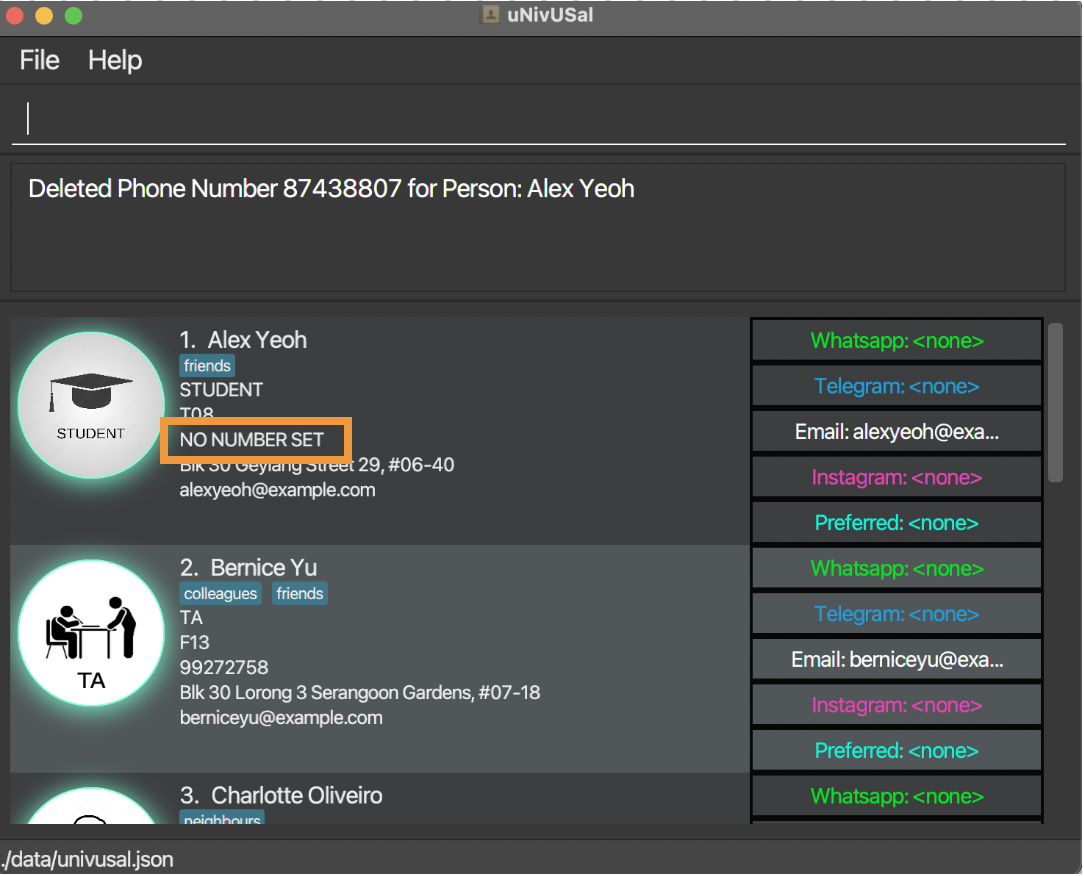 uNivUSal
File Help
Deleted Phone Number 87438807 for Person: Alex Yeoh
STUDENT
1. Alex Yeoh
friends
STUDENT
T08
NO NUMBER SET
Blk 30 Geylang Street 29, #06-40
alexyeoh@example.com
Whatsapp: <none>
Telegram: <none>
Email: alexyeoh@exa...
Instagram: <none>
Preferred: <none>
TA
2. Bernice Yu
colleagues friends
TA
F13
99272758
Blk 30 Lorong 3 Serangoon Gardens, #07-18
berniceyu@example.com
Whatsapp: <none>
Telegram: <none>
Email: berniceyu@exa...
Instagram: <none>
Preferred: <none>
3. Charlotte Oliveiro
neighbours
Whatsapp: <none>
./data/univusal.json